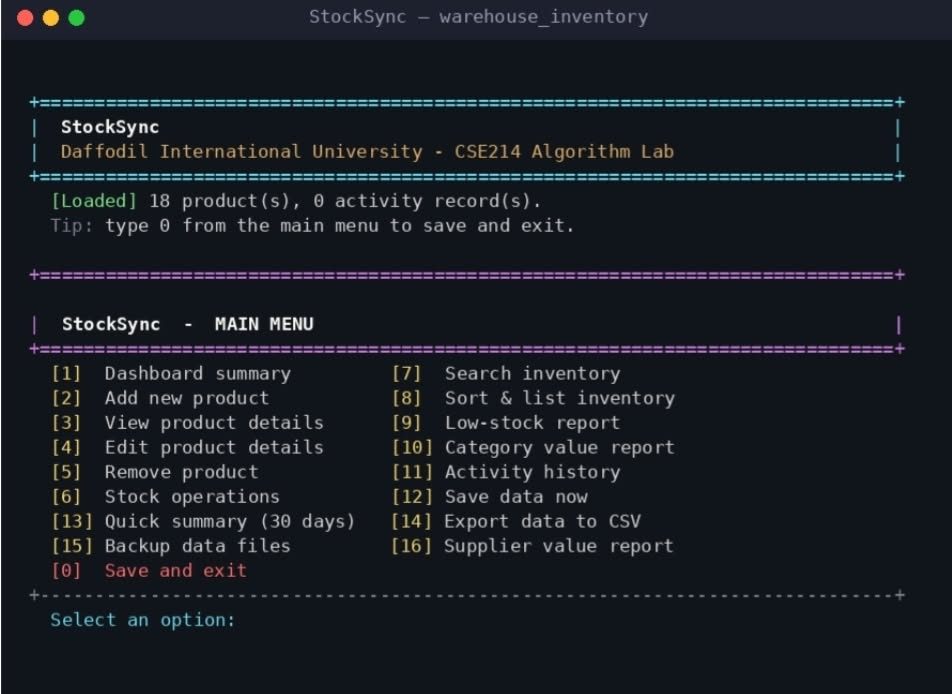 StockSync — warehouse_inventory
StockSync
Daffodil International University - CSE214 Algorithm Lab
[Loaded] 18 product(s), 0 activity record(s).
Tip: type 0 from the main menu to save and exit.
StockSync - MAIN MENU
[1] Dashboard summary [7] Search inventory
[2] Add new product [8] Sort & list inventory
[3] View product details [9] Low-stock report
[4] Edit product details [10] Category value report
[5] Remove product [11] Activity history
[6] Stock operations [12] Save data now
[13] Quick summary (30 days) [14] Export data to CSV
[15] Backup data files [16] Supplier value report
[0] Save and exit
Select an option: